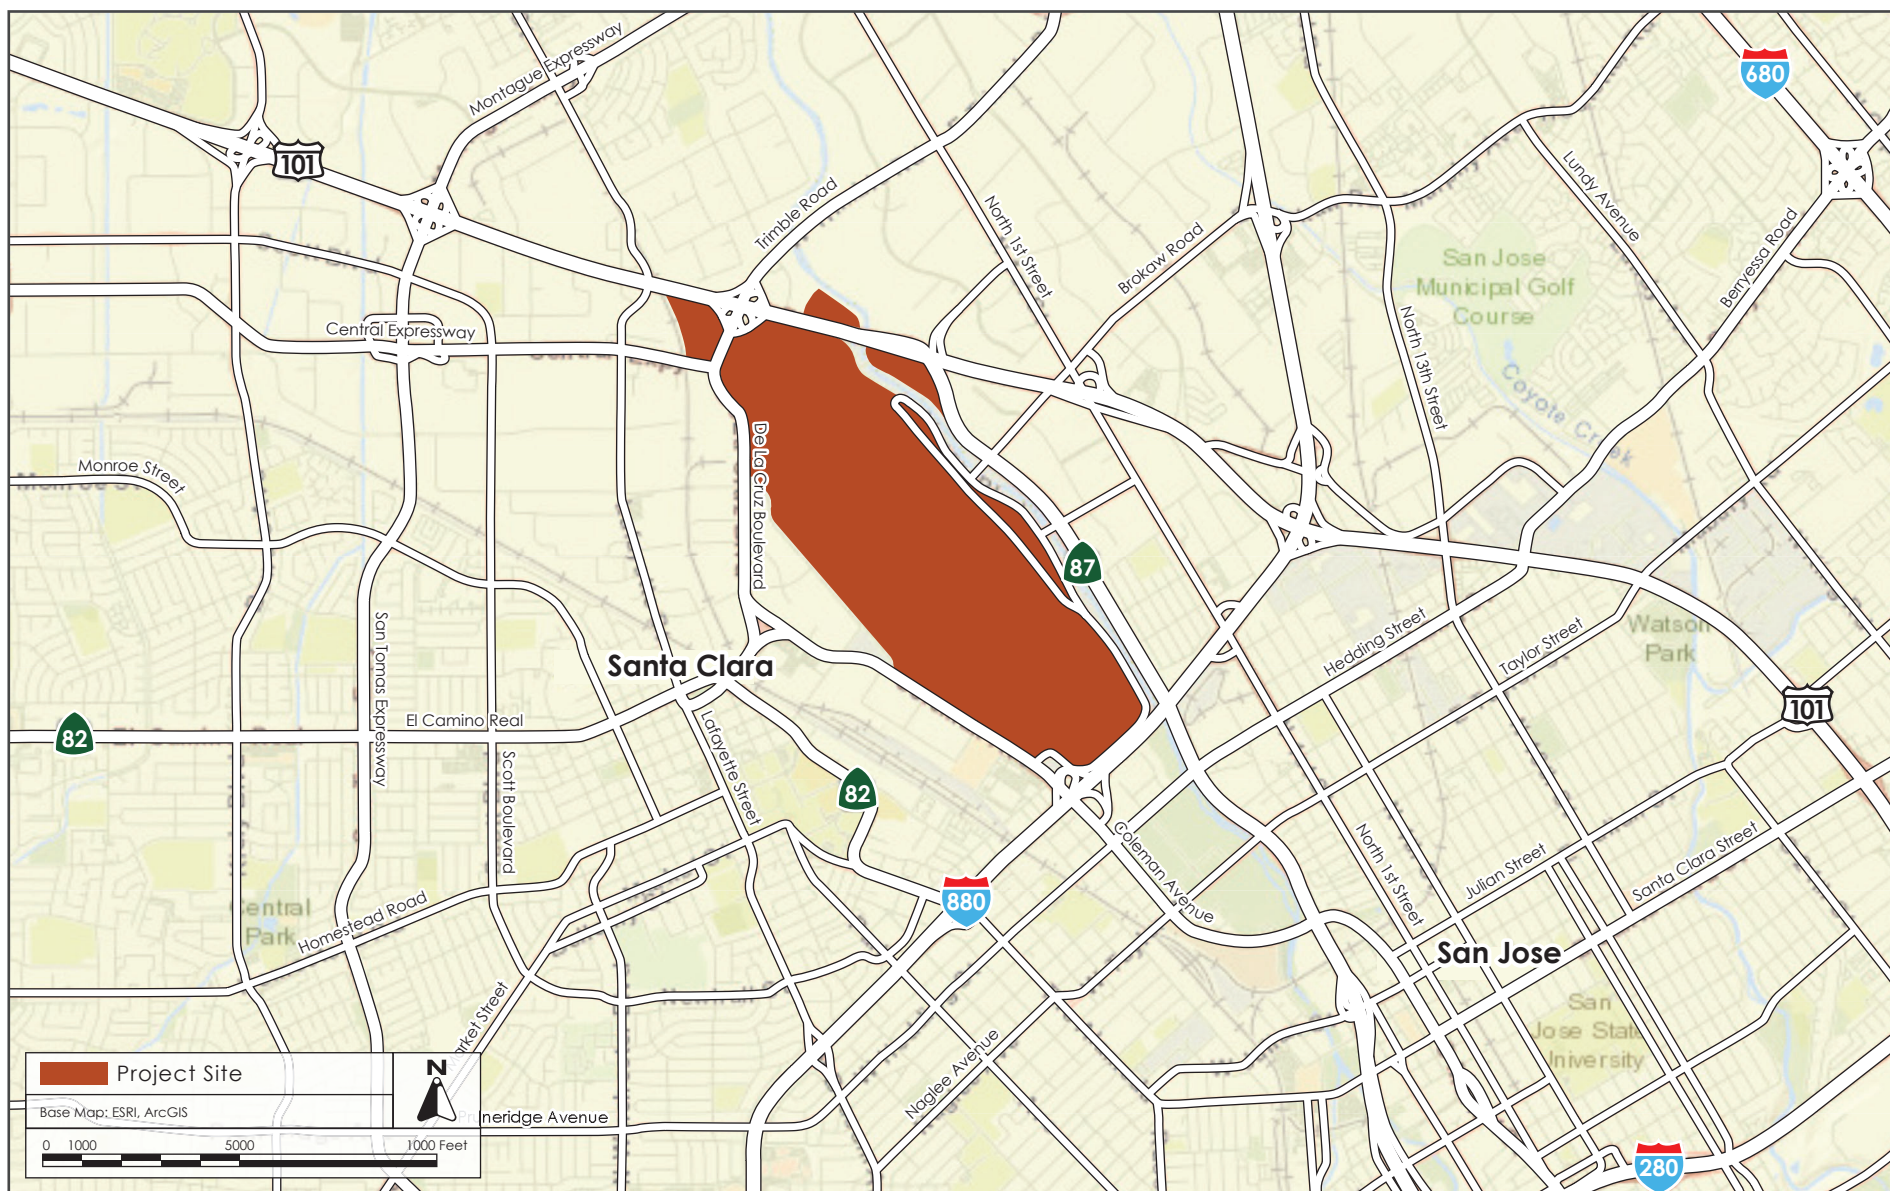 680
Montague Expressway
101
Lundy Avenue
Trimble Road
North 1st Street
Brokaw Road
Berryessa Road
San Jose
Municipal Golf
Course
Central Expressway
North 13th Street
Coyote Creek
De La Cruz Boulevard
Monroe Street
87
Hedding Street
Taylor Street
Watson
Park
Santa Clara
San Tomas Expressway
101
82
El Camino Real
Lafayette Street
Scott Boulevard
82
Coleman Avenue
North 1st Street
Julian Street
Santa Clara Street
880
Central
Park
Homestead Road
San Jose
San
Jose State
University
Market Street
Naglee Avenue
Project Site
N
Base Map: ESRI, ArcGIS
Pruneridge Avenue
0 1000 5000 1000 Feet
280